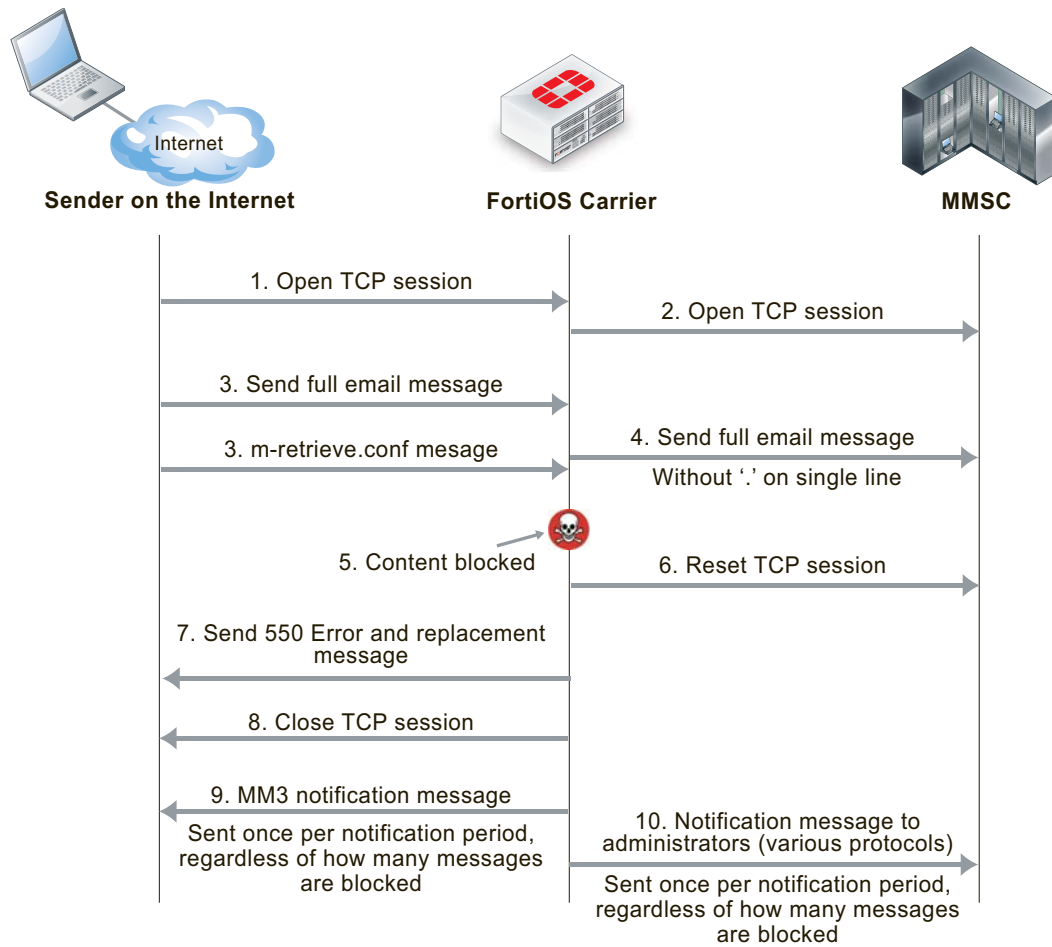 Internet
Sender on the Internet
FortiOS Carrier
MMSC
1. Open TCP session
2. Open TCP session
3. Send full email message
3. m-retrieve.conf mesage
4. Send full email message
Without ‘.’ on single line
5. Content blocked
6. Reset TCP session
7. Send 550 Error and replacement
message
8. Close TCP session
9. MM3 notification message
Sent once per notification period,
regardless of how many messages
are blocked
10. Notification message to
administrators (various protocols)
Sent once per notification period,
regardless of how many messages
are blocked